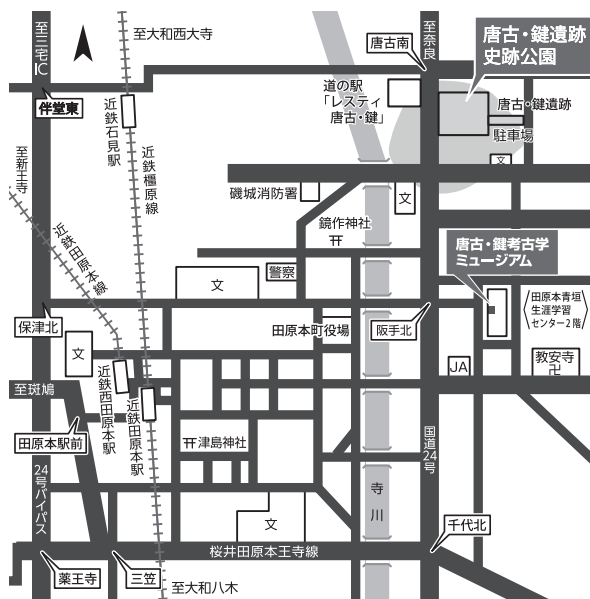 至三宅IC
至大和西大寺
至奈良
唐古南
唐古・鍵遺跡
史跡公園
道の駅
「レスティ
唐古・鍵」
唐古・鍵遺跡
駐車場
伴堂東
近鉄石見駅
近鉄橿原線
至新王寺
文
磯城消防署
文
鏡作神社
近鉄田原本線
警察
文
唐古・鍵考古学
ミュージアム
田原本青垣
生涯学習
センター2階
保津北
田原本町役場
阪手北
文
JA
教安寺
卍
至斑鳩
近鉄西田原本駅
近鉄田原本駅
田原本駅前
津島神社
国道24号
24号バイパス
寺川
文
千代北
桜井田原本王寺線
薬王寺
三笠
至大和八木